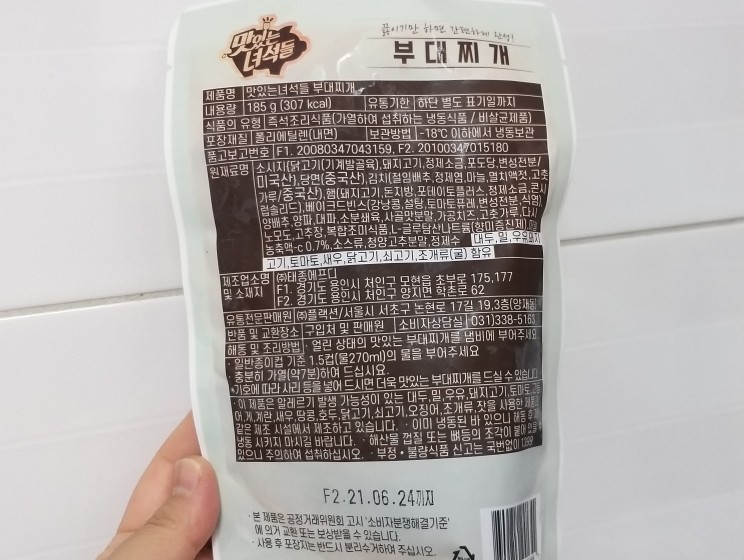 맛있는
녀석들
끓이기만 하면 간편하게 완성!
부대찌개
제품명 맛있는녀석들 부대찌개
내용량 185 g (307 kcal) 유통기한 하단 별도 표기일까지
식품의 유형 즉석조리식품(가열하여 섭취하는 냉동식품 / 비살균제품)
포장재질 폴리에틸렌(내면) 보관방법 -18℃ 이하에서 냉동보관
품고보고번호 F1. 20080347043159, F2. 20100347015180
원재료명 소시지(닭고기(기계발골육),돼지고기,정제소금,포도당,변성전분/
미국산),당면(중국산),김치(절임배추,정제염,마늘,멸치액젓,고춧
가루/중국산),햄(돼지고기,돈지방,포테이토플러스,정제소금,콘시
럽솔리드),베이크드빈스(강낭콩,설탕,토마토퓨레,변성전분,식염)
양배추,양파,대파,소분쇄육,사골맛분말,가공치즈,고춧가루,다시
노모도,고추장,복합조미식품,L-글루탐산나트륨(향미증진제),마늘
농축액-c 0.7%,소스류,청양고추분말,정제수 대두,밀,우유,돼지
고기,토마토,새우,닭고기,쇠고기,조개류(굴) 함유
제조업소명 및 소재지 ㈜태종에프디
F1. 경기도 용인시 처인구 모현읍 초부로 175,177
F2. 경기도 용인시 처인구 양지면 학촌로 62
유통전문판매원 ㈜플랙션/서울시 서초구 논현로 17길 19,3층(양재동)
반품 및 교환장소 구입처 및 판매원 소비자상담실 031)338-5163
해동 및 조리방법 · 얼린 상태의 맛있는 부대찌개를 냄비에 부어주세요
· 일반종이컵 기준 1.5컵(물270ml)의 물을 부어주세요
충분히 가열(약7분)하여 드십시요.
*기호에 따라 사리 등을 넣어 드시면 더욱 맛있는 부대찌개를 드실 수 있습니다
· 이 제품은 알레르기 발생 가능성이 있는 대두,밀,우유,돼지고기,토마토,고등
어,게,계란,새우,땅콩,호두,닭고기,쇠고기,오징어,조개류,잣을 사용한 제품과
같은 제조 시설에서 제조하고 있습니다. · 이미 냉동된 바 있으니 해동 후 재
냉동 시키지 마시길 바랍니다. · 해산물 껍질 또는 뼈등의 조각이 붙어 있을 수
있으니 주의하여 섭취하십시오. · 부정·불량식품 신고는 국번없이 1399
F2.21.06.24까지
· 본 제품은 공정거래위원회 고시 '소비자분쟁해결기준'
에 의거 교환 또는 보상받을 수 있습니다.
· 사용 후 포장지는 반드시 분리수거하여 주십시오.